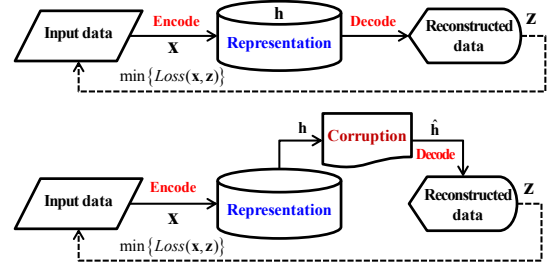 Input data
Encode
x
h
Representation
Decode
Reconstructed
data
z
min{Loss(x,z)}
h
Corruption
ĥ
Decode
Input data
Encode
x
Representation
Reconstructed
data
z
min{Loss(x,z)}